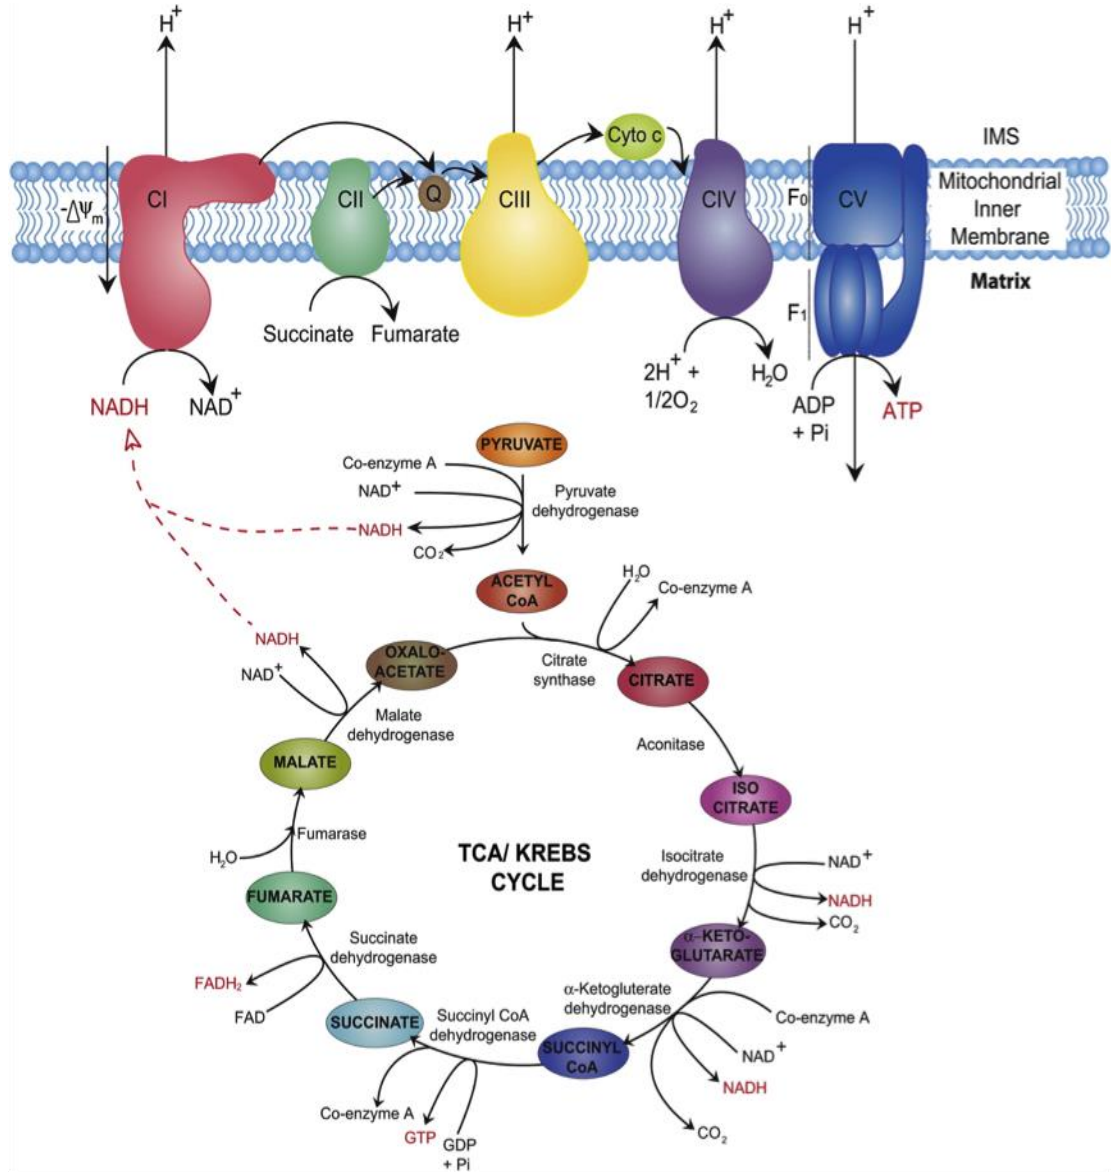 H+
H+
H+
H+
IMS
Cyto c
-ΔΨm
CI
CII
Q
CIII
CIV
F0
CV
Mitochondrial
Inner
Membrane
Matrix
F1
Succinate
Fumarate
NADH
NAD+
2H+ +
1/2O2
H2O
ADP
+ Pi
ATP
PYRUVATE
Co-enzyme A
NAD+
NADH
CO2
Pyruvate
dehydrogenase
ACETYL
CoA
H2O
Co-enzyme A
Citrate
synthase
NADH
NAD+
OXALO-
ACETATE
CITRATE
Malate
dehydrogenase
Aconitase
MALATE
ISO
CITRATE
H2O
Fumarase
TCA/ KREBS
CYCLE
Isocitrate
dehydrogenase
NAD+
NADH
CO2
FUMARATE
α-KETO-
GLUTARATE
Succinate
dehydrogenase
FADH2
FAD
α-Ketogluterate
dehydrogenase
Co-enzyme A
NAD+
NADH
CO2
SUCCINATE
Succinyl CoA
dehydrogenase
SUCCINYL
CoA
Co-enzyme A
GTP
GDP
+ Pi